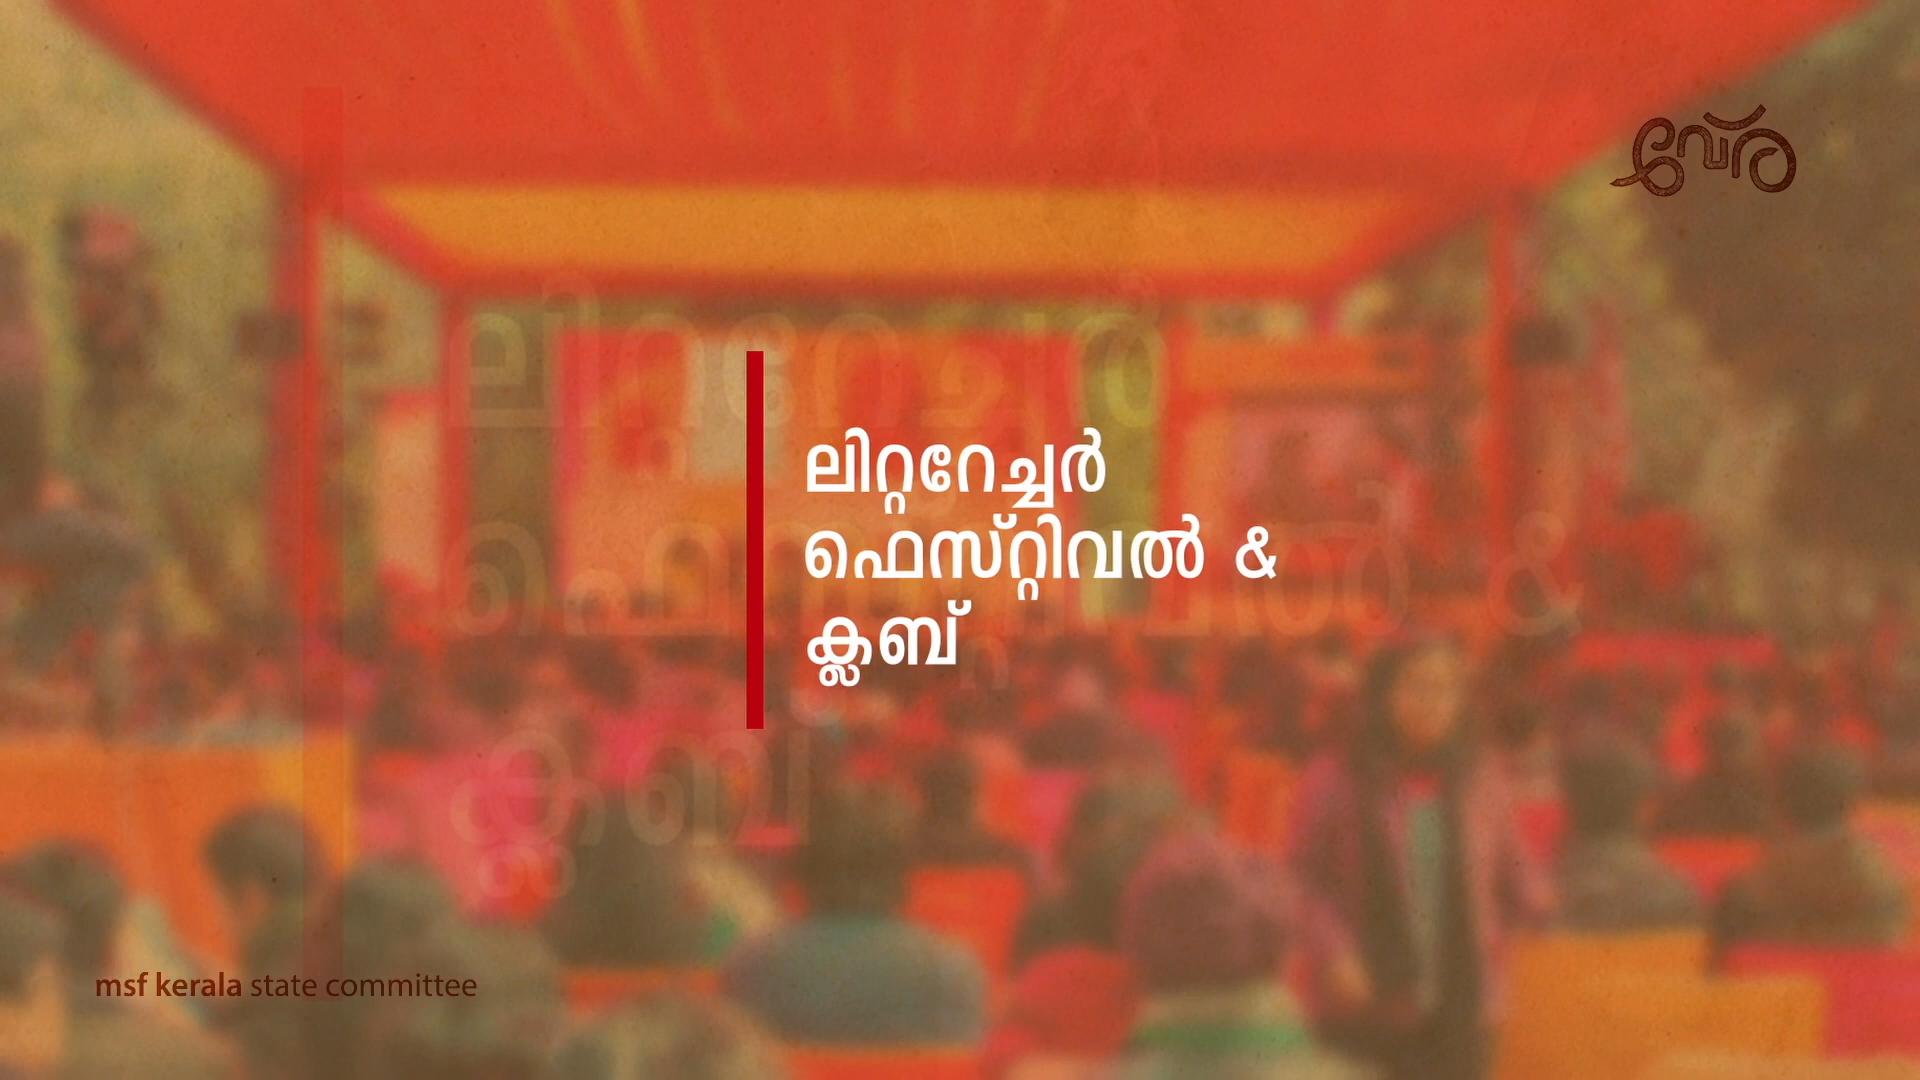 വേര്
ലിറ്ററേച്ചർ
ഫെസ്റ്റിവൽ &
ക്ലബ്
msf kerala state committee